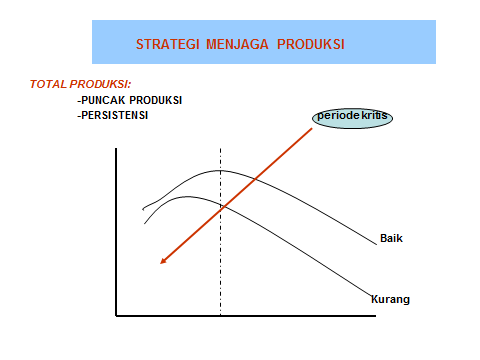 STRATEGI MENJAGA PRODUKSI
TOTAL PRODUKSI:
-PUNCAK PRODUKSI
-PERSISTENSI
periode kritis
Baik
Kurang